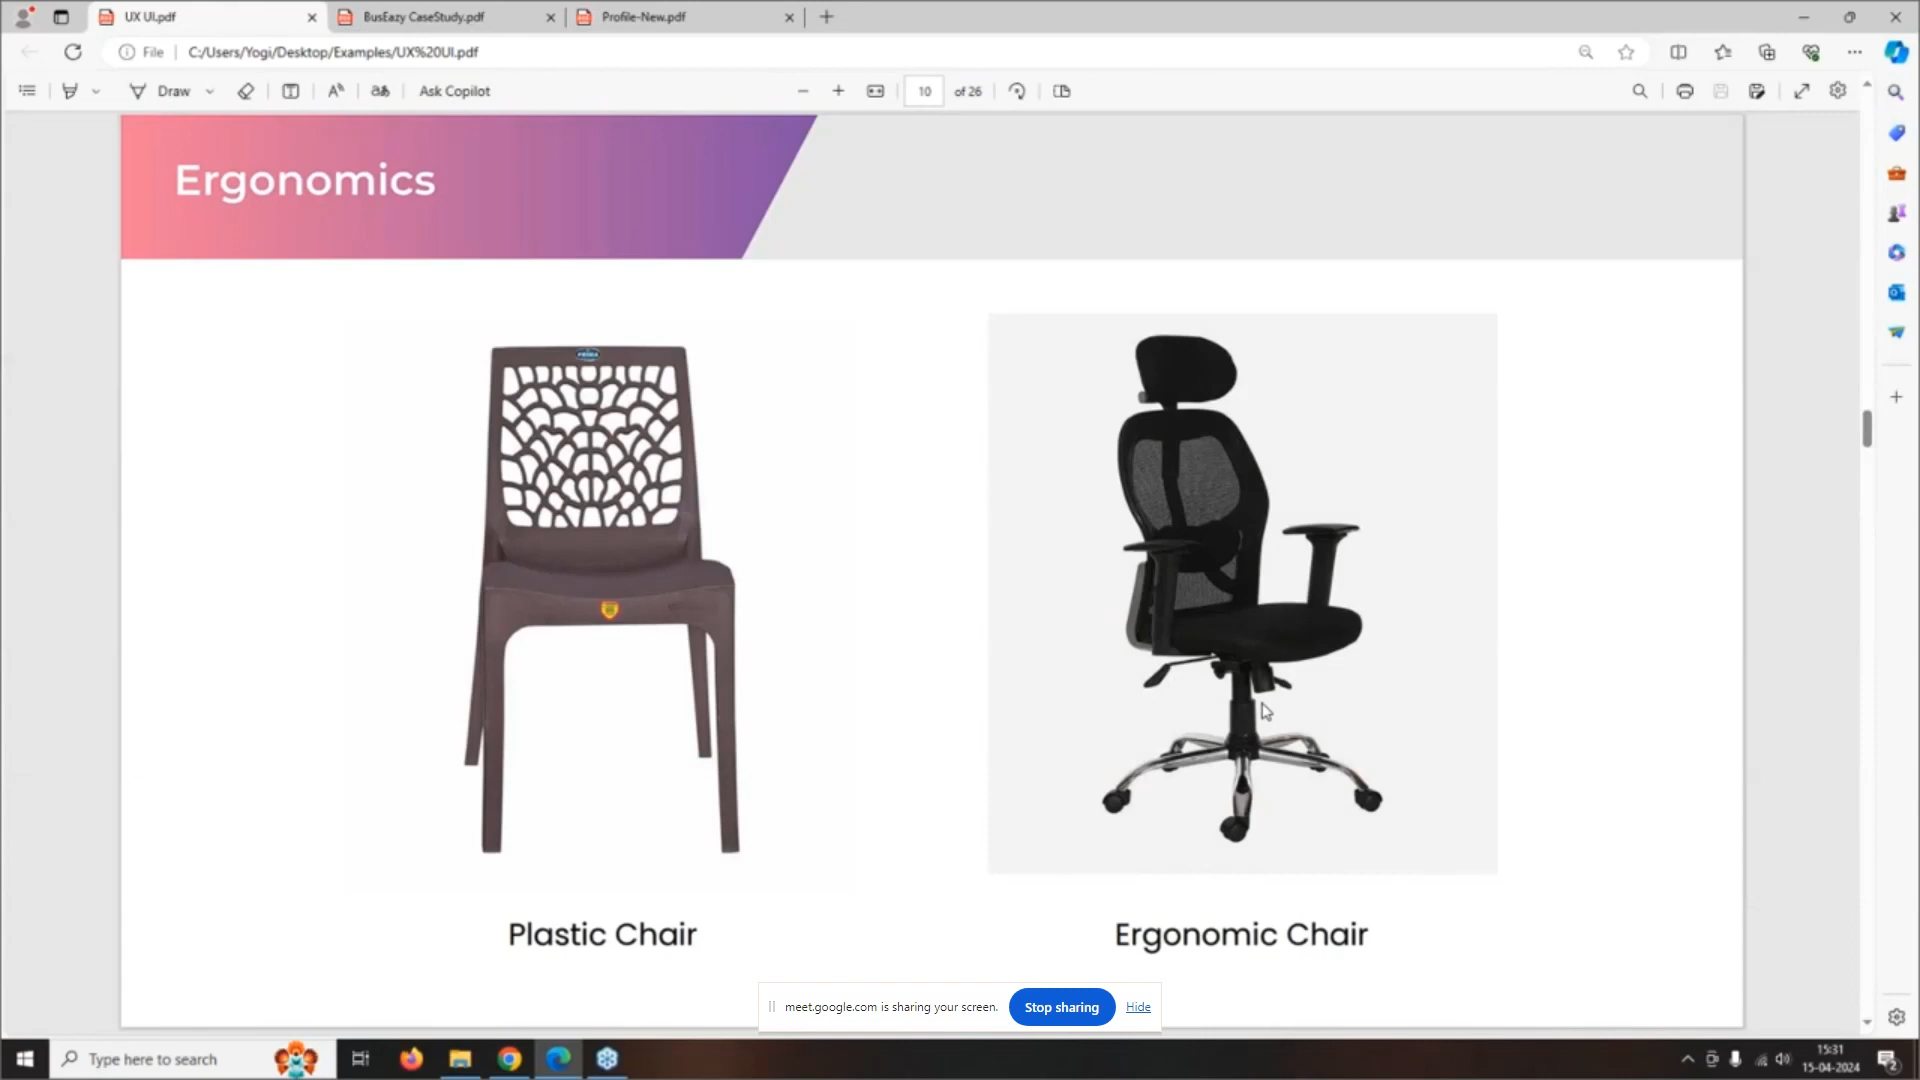 UX UI.pdf
BusEazy CaseStudy.pdf
Profile-New.pdf
File
C:/Users/Yogi/Desktop/Examples/UX%20UI.pdf
Draw
Ask Copilot
10 of 26
Ergonomics
Plastic Chair
Ergonomic Chair
meet.google.com is sharing your screen.
Stop sharing
Hide
Type here to search
15:31
15-04-2024
2